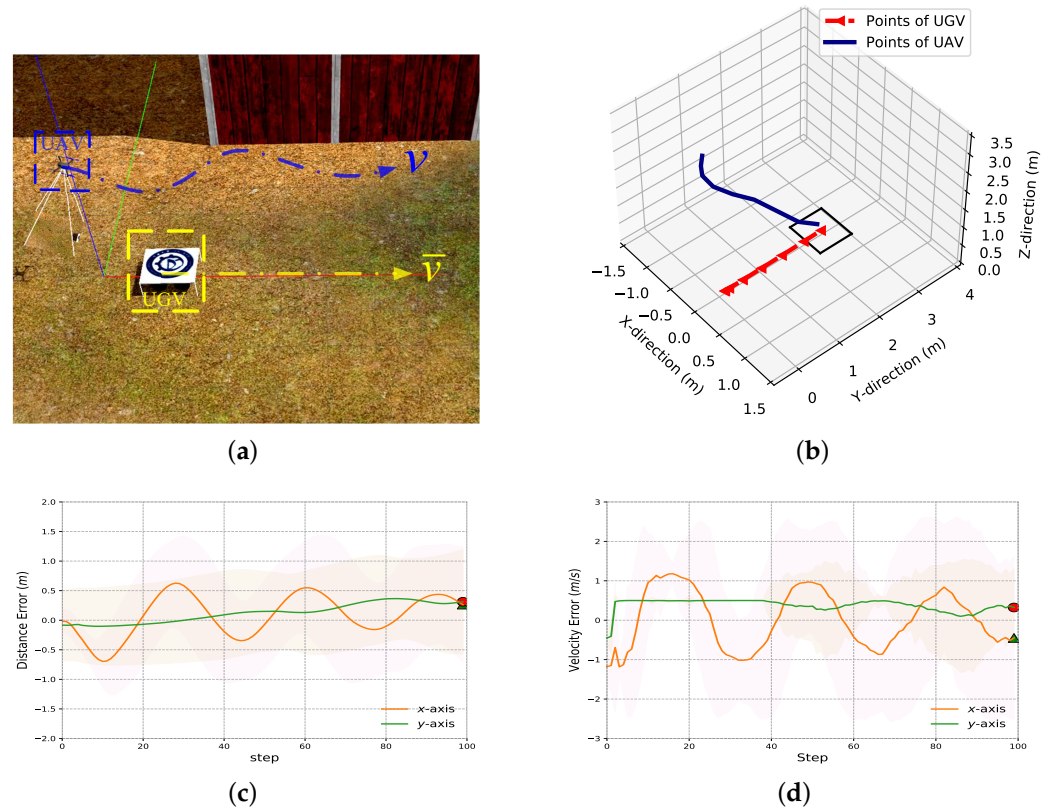 UAV
v
v̅
UGV
(a)
Points of UGV
Points of UAV
3.5
3.0
2.5
2.0
1.5
1.0
0.5
0.0
Z-direction (m)
−1.5
−1.0
−0.5
0.0
0.5
1.0
1.5
X-direction (m)
0
1
2
3
4
Y-direction (m)
(b)
2.0
1.5
1.0
0.5
0.0
−0.5
−1.0
−1.5
−2.0
Distance Error (m)
x-axis
y-axis
0 20 40 60 80 100
step
(c)
3
2
1
0
−1
−2
−3
Velocity Error (m/s)
x-axis
y-axis
0 20 40 60 80 100
Step
(d)